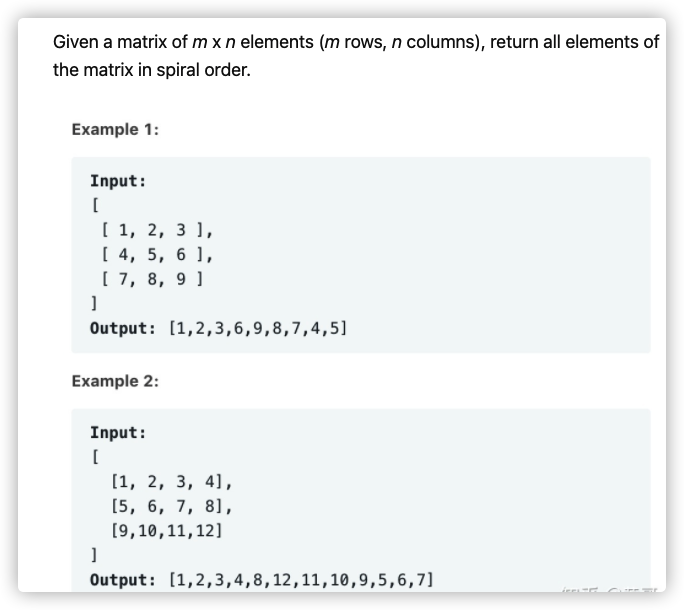 Given a matrix of m x n elements (m rows, n columns), return all elements of
the matrix in spiral order.
Example 1:
Input:
[
[ 1, 2, 3 ],
[ 4, 5, 6 ],
[ 7, 8, 9 ]
]
Output: [1,2,3,6,9,8,7,4,5]
Example 2:
Input:
[
[1, 2, 3, 4],
[5, 6, 7, 8],
[9,10,11,12]
]
Output: [1,2,3,4,8,12,11,10,9,5,6,7]